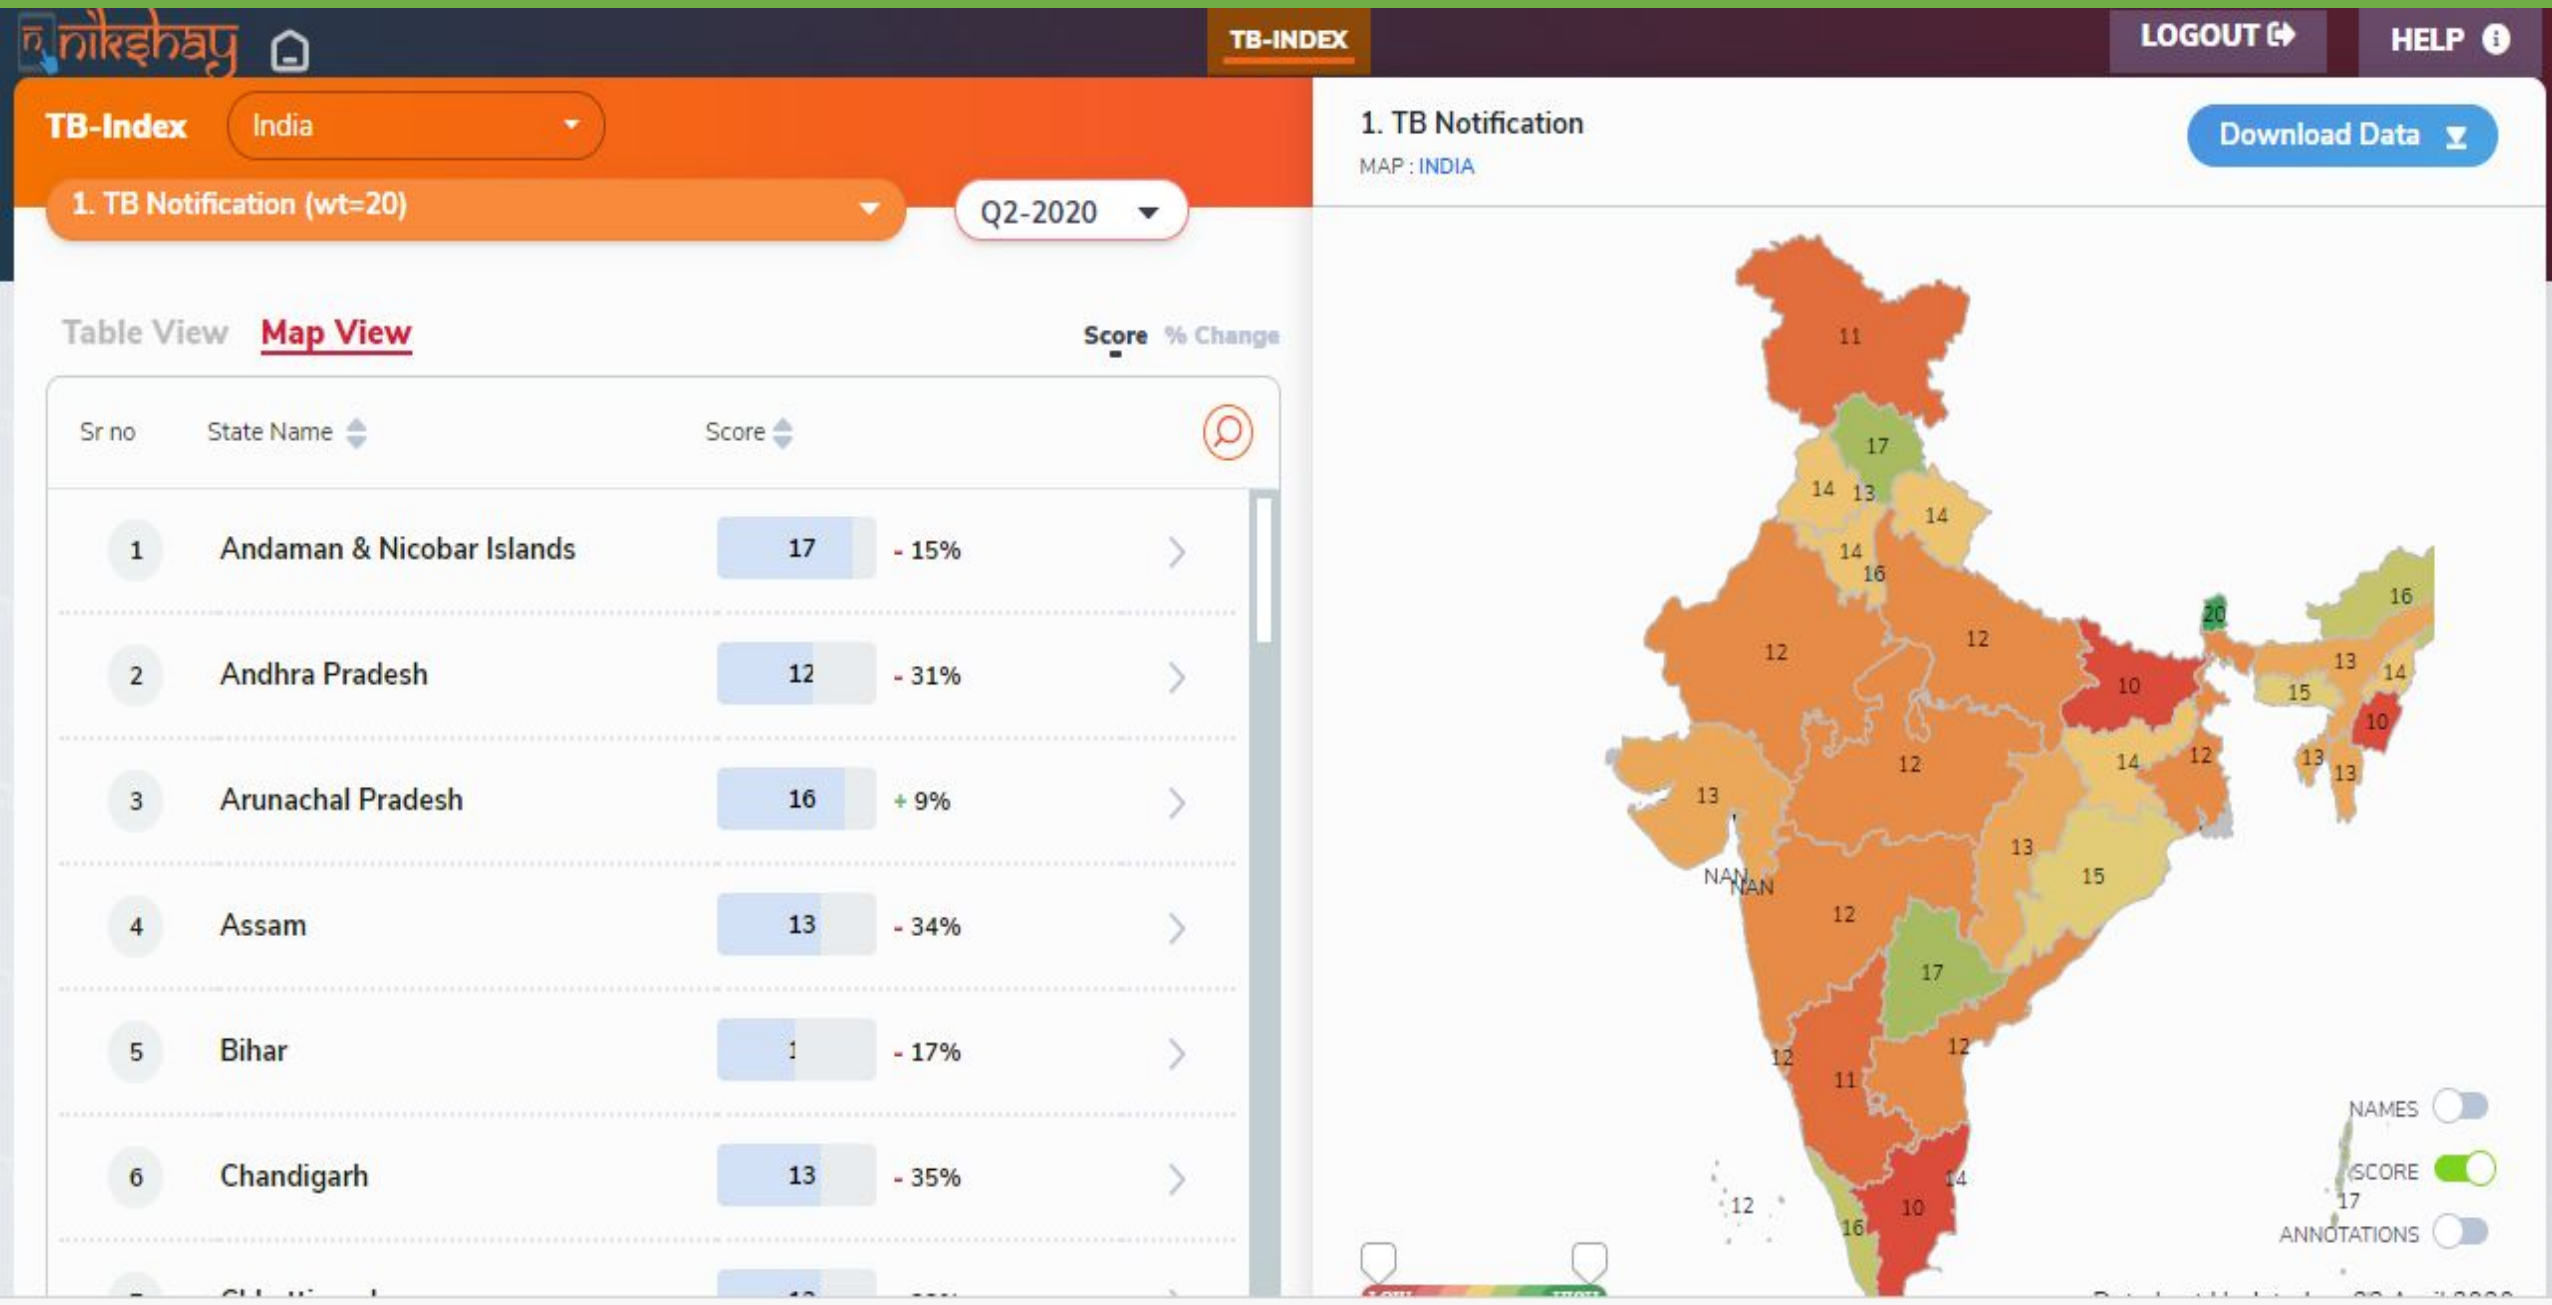 nikshay
TB-INDEX
LOGOUT
HELP
TB-Index
India
1. TB Notification (wt=20)
Q2-2020
Table View
Map View
Score
% Change
Sr no
State Name
Score
1
Andaman & Nicobar Islands
17
- 15%
2
Andhra Pradesh
12
- 31%
3
Arunachal Pradesh
16
+ 9%
4
Assam
13
- 34%
5
Bihar
- 17%
6
Chandigarh
13
- 35%
1. TB Notification
MAP : INDIA
Download Data
11
17
14
13
14
14
16
12
12
20
16
10
13
14
15
10
12
14
12
13
13
13
13
15
NAN
NAN
12
17
12
12
11
NAMES
14
SCORE
12
10
17
16
ANNOTATIONS